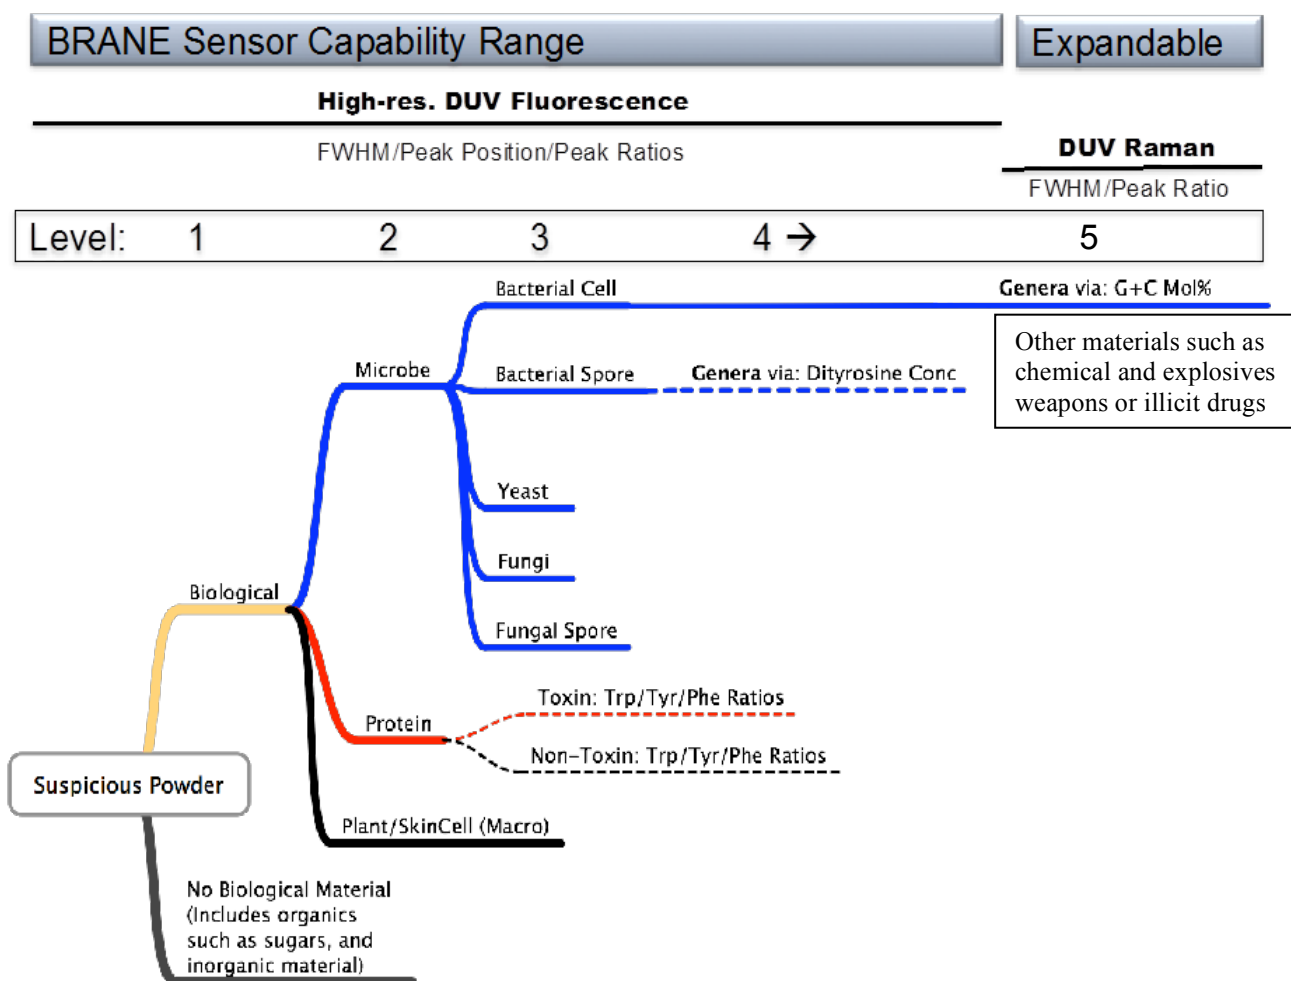 BRANE Sensor Capability Range
Expandable
High-res. DUV Fluorescence
FWHM/Peak Position/Peak Ratios
DUV Raman
FWHM/Peak Ratio
Level: 1 2 3 4 → 5
Bacterial Cell
Genera via: G+C Mol%
Other materials such as
chemical and explosives
weapons or illicit drugs
Microbe
Bacterial Spore
Genera via: Dityrosine Conc
Yeast
Fungi
Biological
Fungal Spore
Toxin: Trp/Tyr/Phe Ratios
Protein
Non-Toxin: Trp/Tyr/Phe Ratios
Suspicious Powder
Plant/SkinCell (Macro)
No Biological Material
(Includes organics
such as sugars, and
inorganic material)